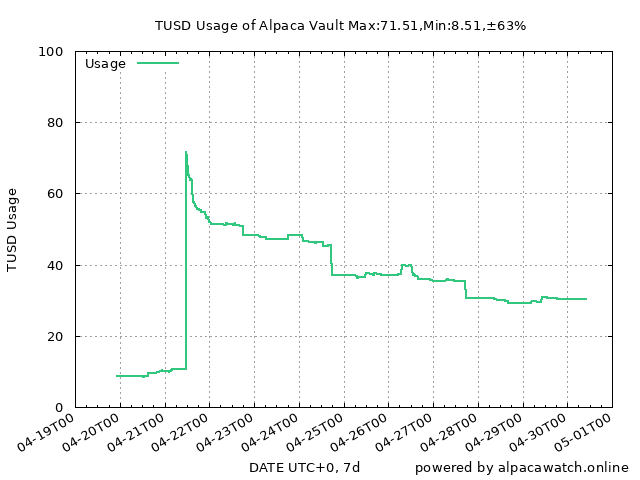 TUSD Usage of Alpaca Vault Max:71.51,Min:8.51,±63%
Usage
TUSD Usage
100
80
60
40
20
0
04-19T00
04-20T00
04-21T00
04-22T00
04-23T00
04-24T00
04-25T00
04-26T00
04-27T00
04-28T00
04-29T00
04-30T00
05-01T00
DATE UTC+0, 7d
powered by alpacawatch.online